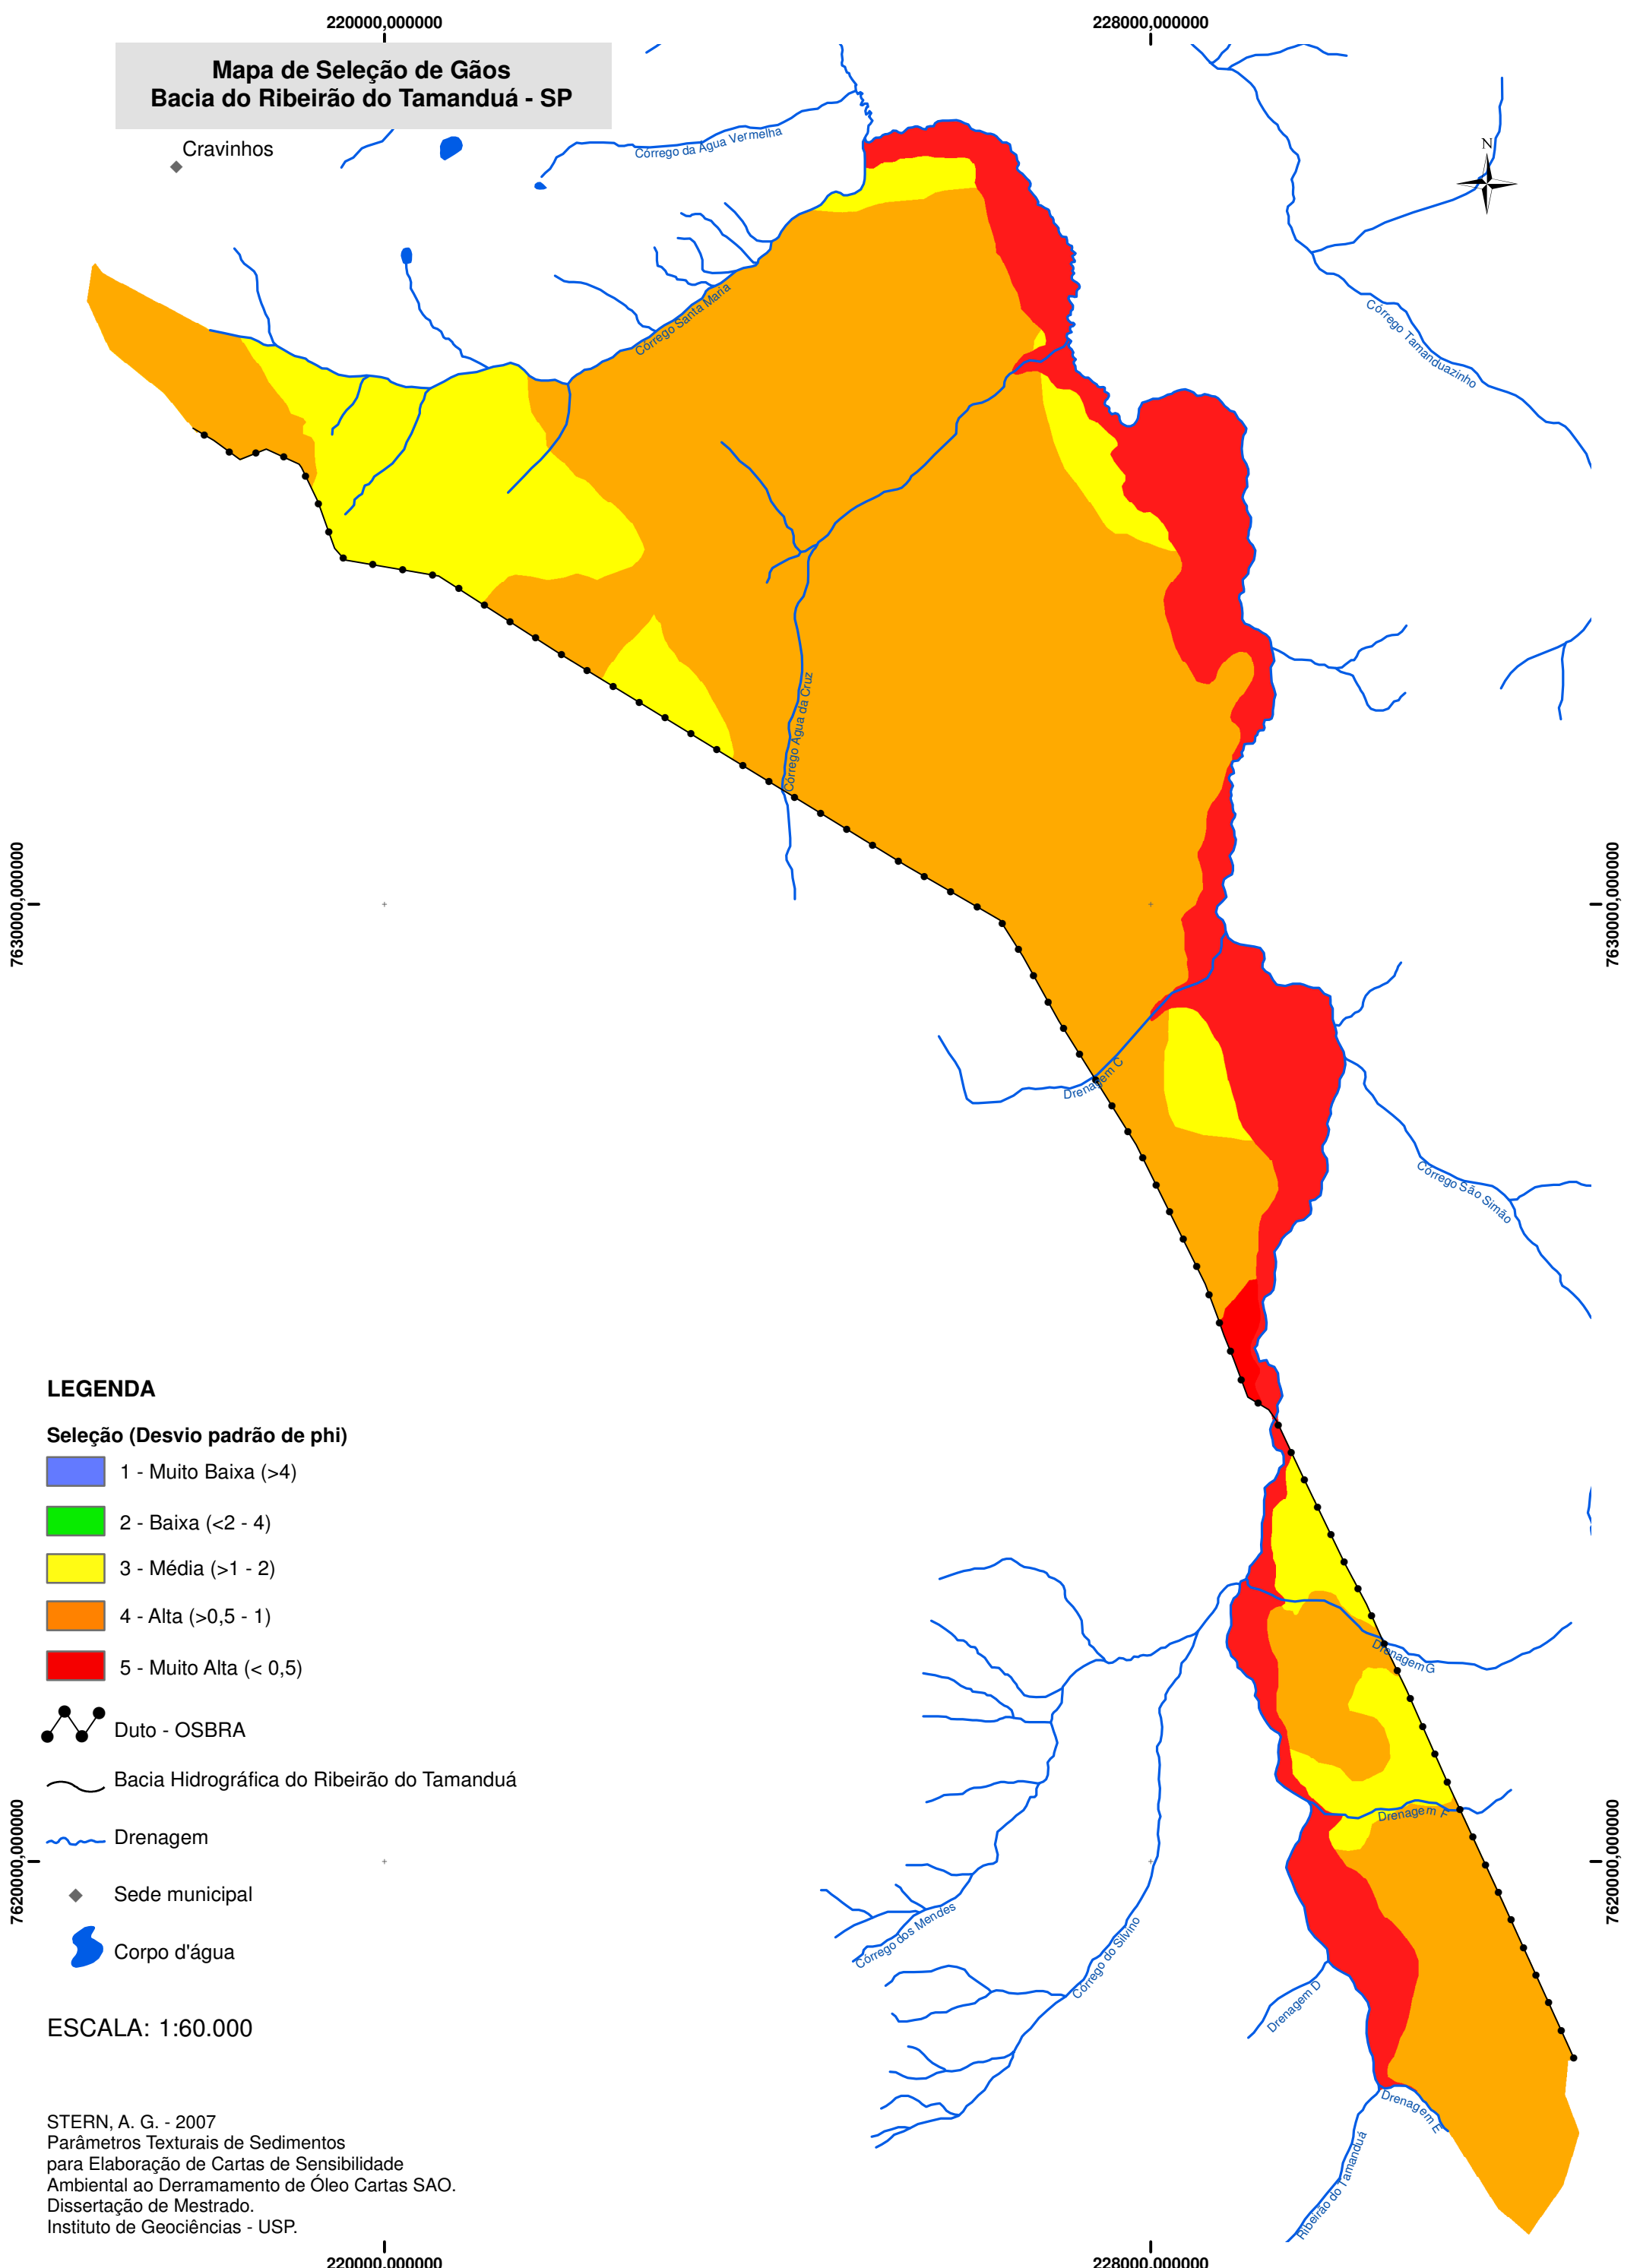 220000,000000
228000,000000
Mapa de Seleção de Gãos
Bacia do Ribeirão do Tamanduá - SP
Cravinhos
Córrego da Água Vermelha
N
Córrego Santa Maria
Córrego Tamanduazinho
Córrego Água da Cruz
7630000,000000
7630000,000000
Drenagem C
Córrego São Simão
LEGENDA
Seleção (Desvio padrão de phi)
1 - Muito Baixa (>4)
2 - Baixa (<2 - 4)
3 - Média (>1 - 2)
4 - Alta (>0,5 - 1)
5 - Muito Alta (< 0,5)
Duto - OSBRA
Bacia Hidrográfica do Ribeirão do Tamanduá
Drenagem
Sede municipal
Corpo d'água
Drenagem G
Drenagem F
7620000,000000
7620000,000000
Córrego dos Mendes
Córrego do Silvino
Drenagem D
Drenagem E
Ribeirão do Tamanduá
ESCALA: 1:60.000
STERN, A. G. - 2007
Parâmetros Texturais de Sedimentos
para Elaboração de Cartas de Sensibilidade
Ambiental ao Derramamento de Óleo Cartas SAO.
Dissertação de Mestrado.
Instituto de Geociências - USP.
220000,000000
228000,000000